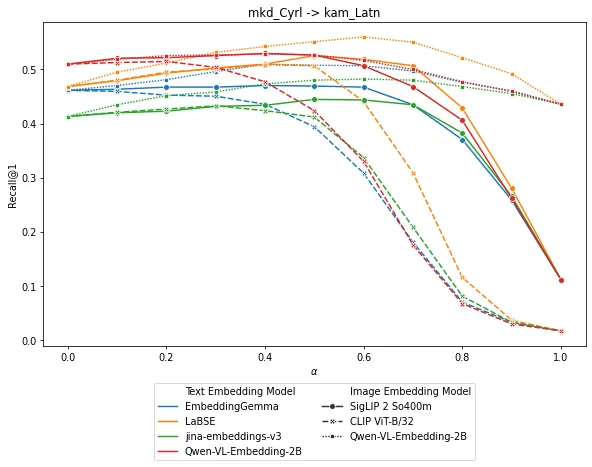 mkd_Cyrl -> kam_Latn
Recall@1
0.5
0.4
0.3
0.2
0.1
0.0
0.0 0.2 0.4 0.6 0.8 1.0
α
Text Embedding Model
EmbeddingGemma
LaBSE
jina-embeddings-v3
Qwen-VL-Embedding-2B
Image Embedding Model
SigLIP 2 So400m
CLIP ViT-B/32
Qwen-VL-Embedding-2B